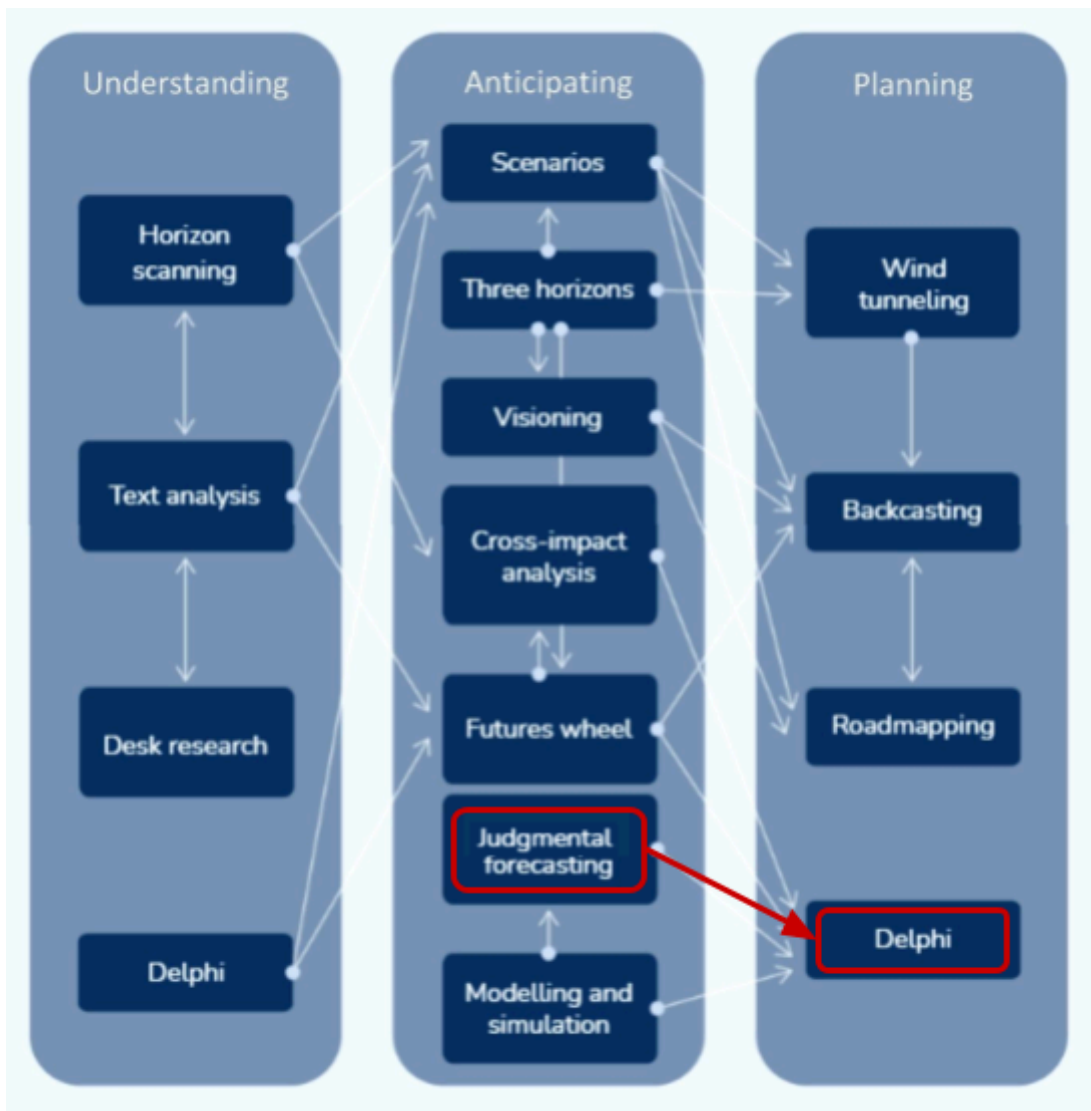 Understanding
Horizon
scanning
Text analysis
Desk research
Delphi
Anticipating
Scenarios
Three horizons
Visioning
Cross-impact
analysis
Futures wheel
Judgmental
forecasting
Modelling and
simulation
Planning
Wind
tunneling
Backcasting
Roadmapping
Delphi